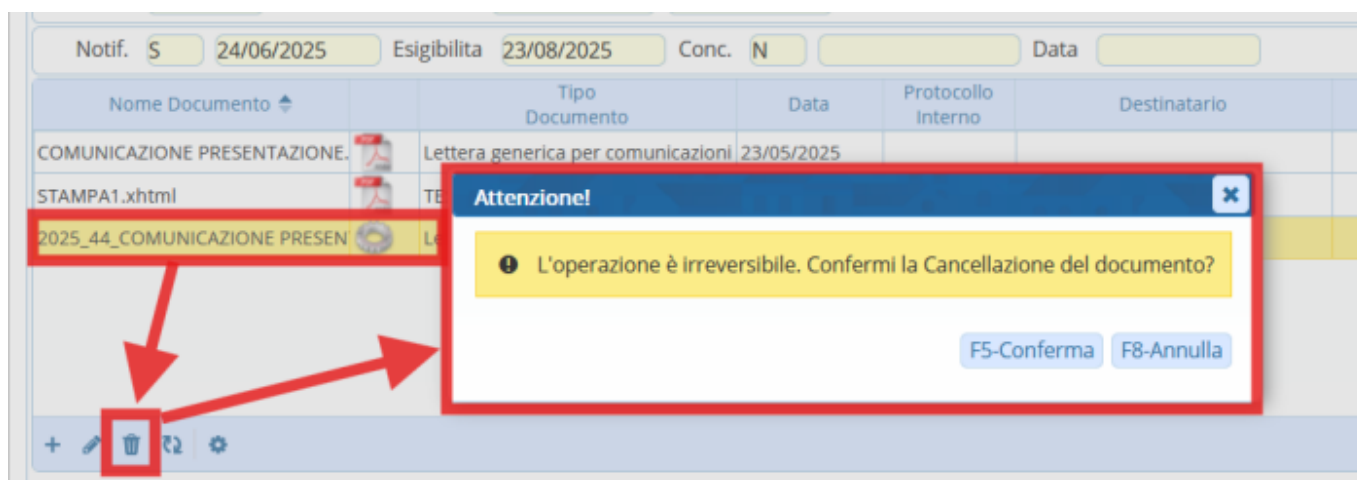 Notif. S 24/06/2025 Esigibilita 23/08/2025 Conc. N Data
Nome Documento Tipo Documento Data Protocollo Interno Destinatario
COMUNICAZIONE PRESENTAZIONE. Lettera generica per comunicazioni 23/05/2025
STAMPA1.xhtml TE
2025_44_COMUNICAZIONE PRESEN Le
Attenzione!
L'operazione è irreversibile. Confermi la Cancellazione del documento?
F5-Conferma F8-Annulla